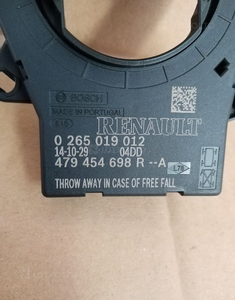 BOSCH
MADE IN PORTUGAL
RENAULT
0 265 019 012
14-10-29 04DD
479 454 698 R --A
THROW AWAY IN CASE OF FREE FALL